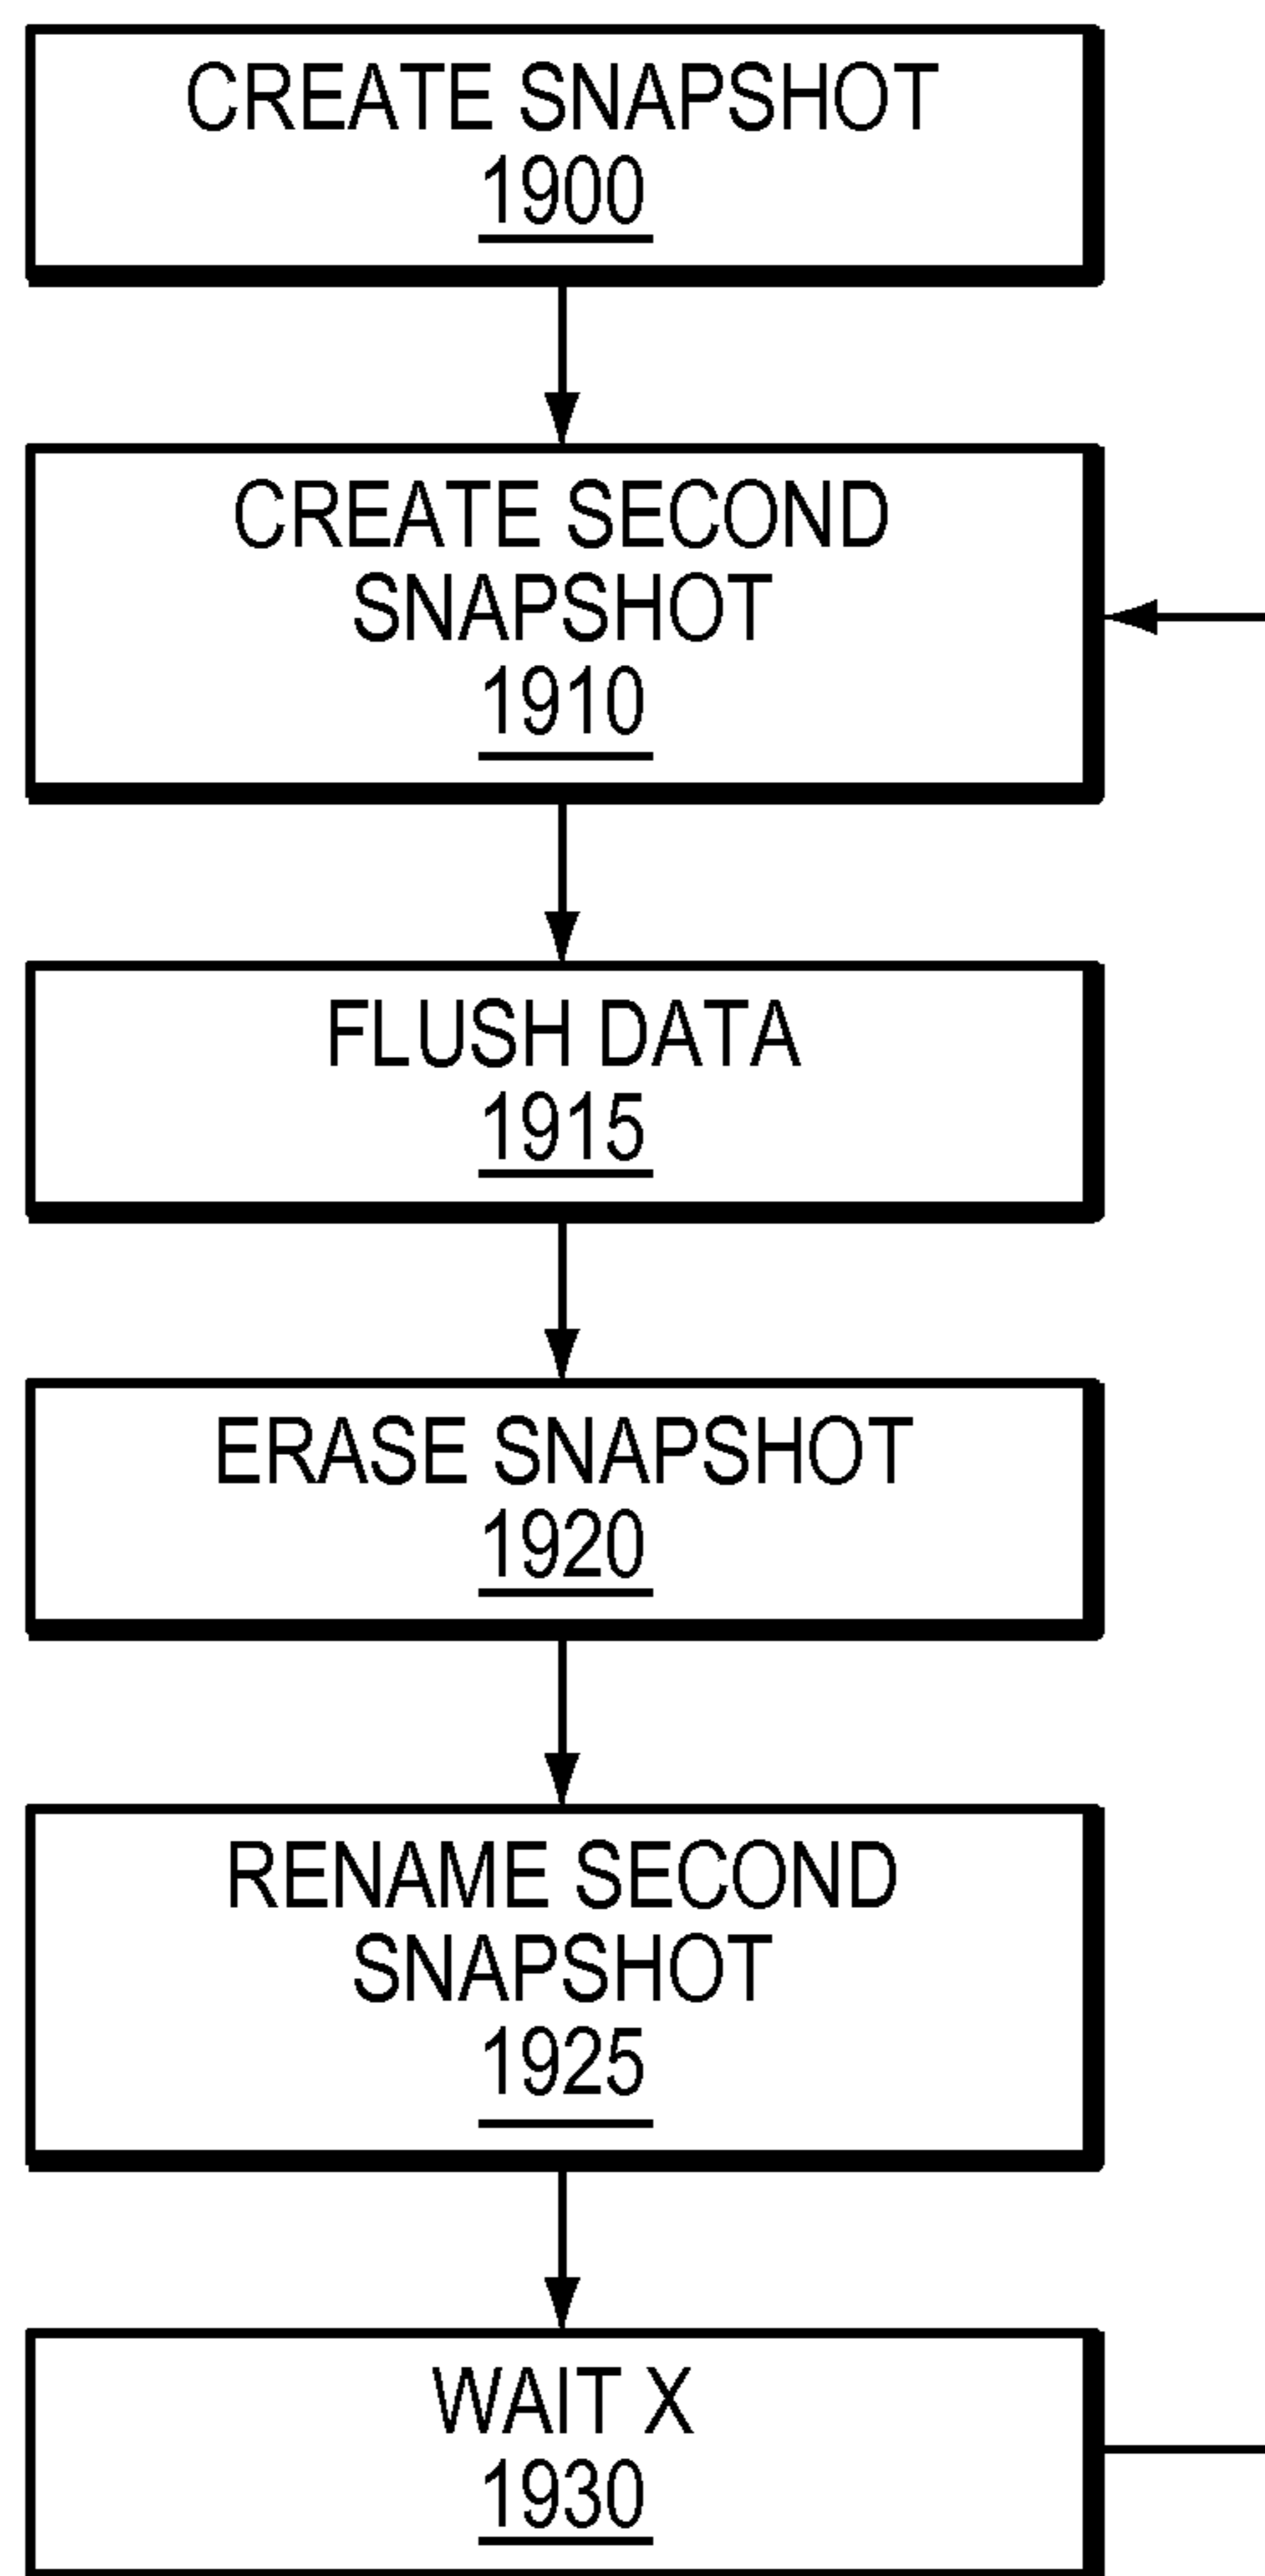 CREATE SNAPSHOT
1900
CREATE SECOND
SNAPSHOT
1910
FLUSH DATA
1915
ERASE SNAPSHOT
1920
RENAME SECOND
SNAPSHOT
1925
WAIT X
1930